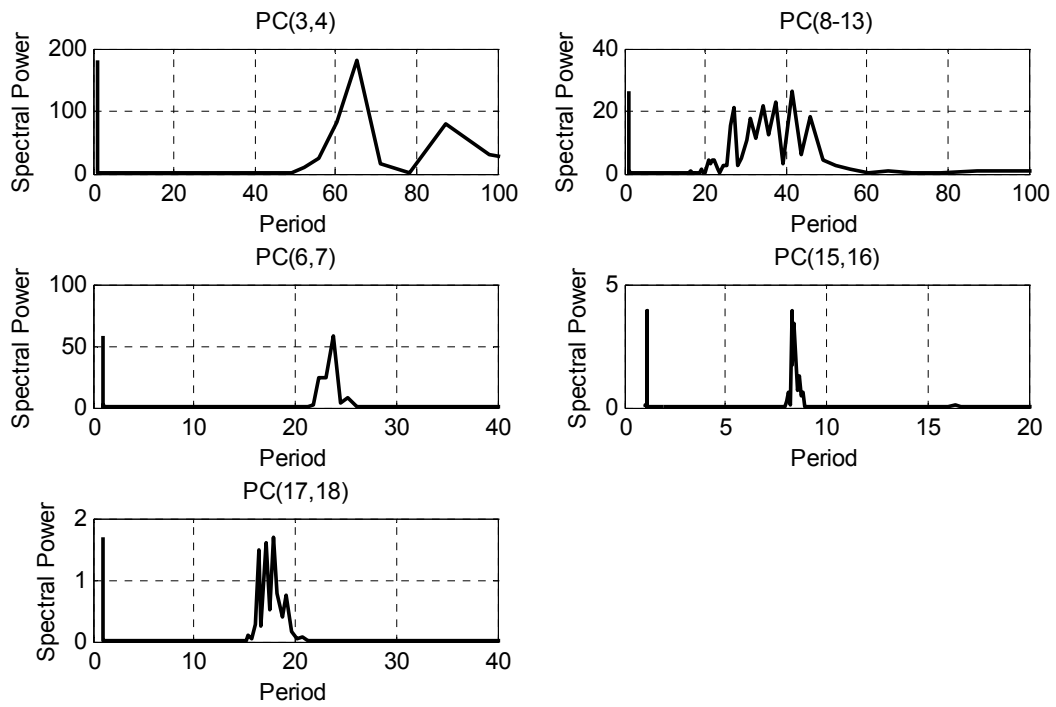 PC(3,4)
200
100
0
0 20 40 60 80 100
Spectral Power
Period
PC(8-13)
40
20
0
0 20 40 60 80 100
Spectral Power
Period
PC(6,7)
100
50
0
0 10 20 30 40
Spectral Power
Period
PC(15,16)
5
0
0 5 10 15 20
Spectral Power
Period
PC(17,18)
2
1
0
0 10 20 30 40
Spectral Power
Period